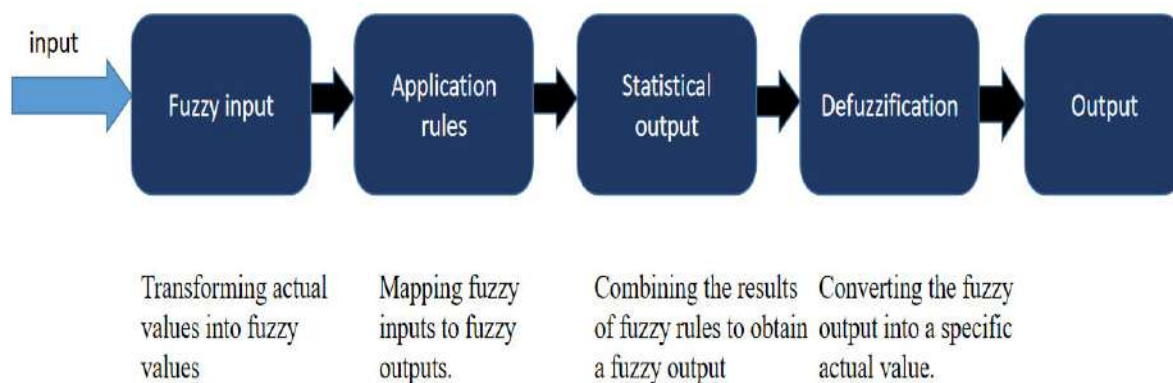 input
Fuzzy input
Application
rules
Statistical
output
Defuzzification
Output
Transforming actual
values into fuzzy
values
Mapping fuzzy
inputs to fuzzy
outputs.
Combining the results
of fuzzy rules to obtain
a fuzzy output
Converting the fuzzy
output into a specific
actual value.